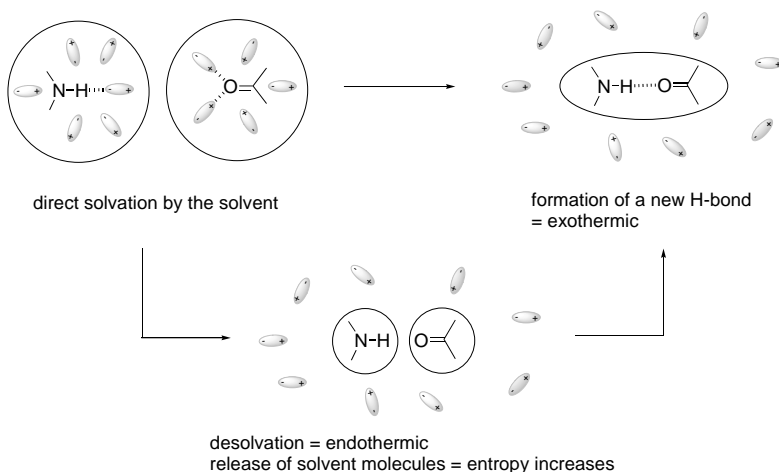 N-H
O
N-H
O
direct solvation by the solvent
formation of a new H-bond
= exothermic
N-H
O
desolvation = endothermic
release of solvent molecules = entropy increases